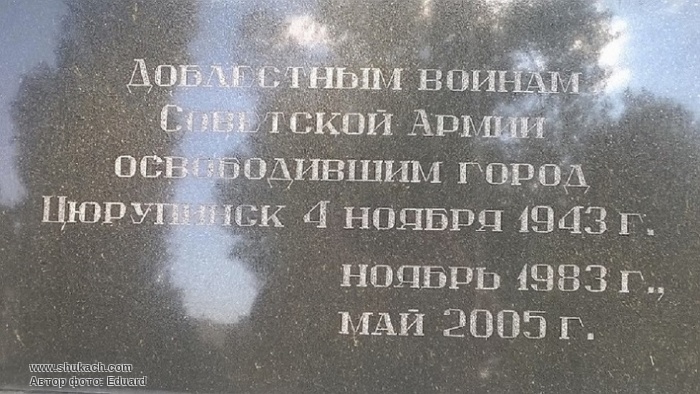 Доблестным воинам
Советской Армии
освободившим город
Цюрупинск 4 ноября 1943 г.
ноябрь 1983 г.,
май 2005 г.
www.shukach.com
Автор фото: Eduard